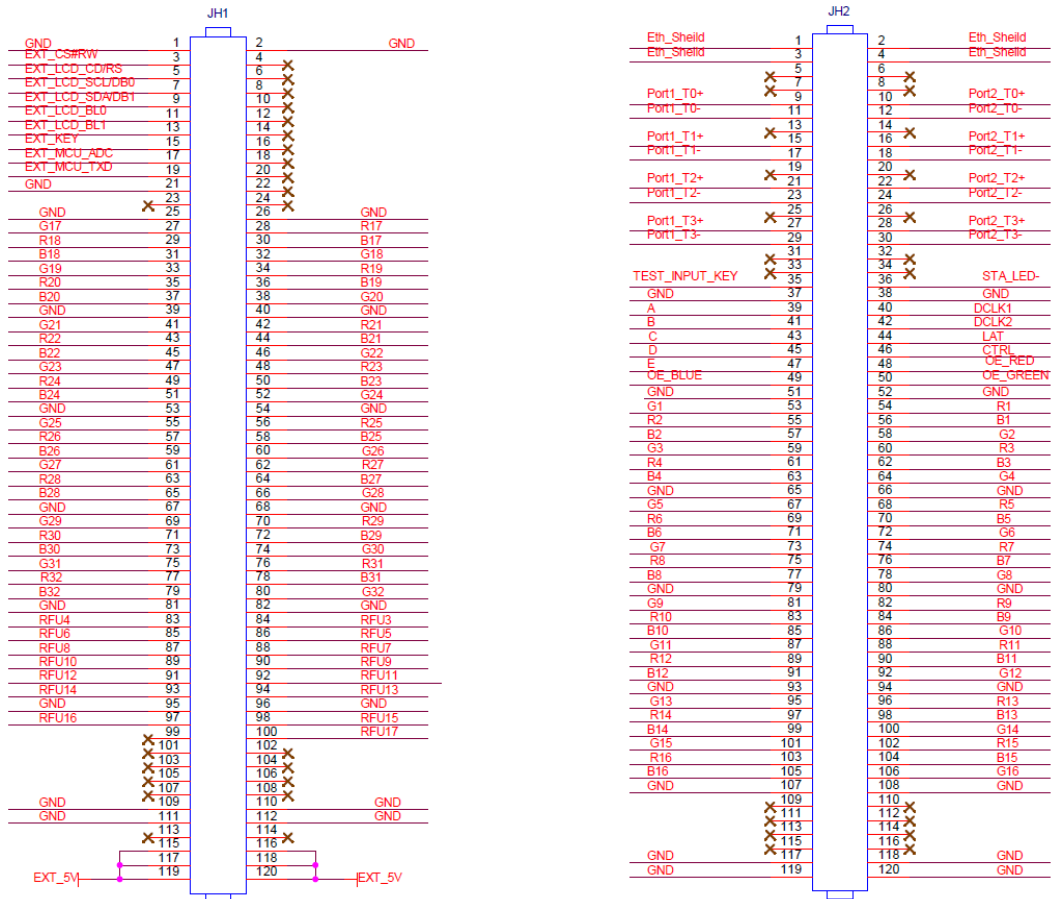 JH1
GND 1 2 GND
EXT_CS#RW 3 4
EXT_LCD_CD/RS 5 6
EXT_LCD_SCL/DB0 7 8
EXT_LCD_SDA/DB1 9 10
EXT_LCD_BL0 11 12
EXT_LCD_BL1 13 14
EXT_KEY 15 16
EXT_MCU_ADC 17 18
EXT_MCU_TXD 19 20
GND 21 22
23 24
GND 25 26 GND
G17 27 28 R17
R18 29 30 B17
B18 31 32 G18
G19 33 34 R19
R20 35 36 B19
B20 37 38 G20
GND 39 40 GND
G21 41 42 R21
R22 43 44 B21
B22 45 46 G22
G23 47 48 R23
R24 49 50 B23
B24 51 52 G24
GND 53 54 GND
G25 55 56 R25
R26 57 58 B25
B26 59 60 G26
G27 61 62 R27
R28 63 64 B27
B28 65 66 G28
GND 67 68 GND
G29 69 70 R29
R30 71 72 B29
B30 73 74 G30
G31 75 76 R31
R32 77 78 B31
B32 79 80 G32
GND 81 82 GND
RFU4 83 84 RFU3
RFU6 85 86 RFU5
RFU8 87 88 RFU7
RFU10 89 90 RFU9
RFU12 91 92 RFU11
RFU14 93 94 RFU13
GND 95 96 GND
RFU16 97 98 RFU15
99 100 RFU17
101 102
103 104
105 106
107 108
GND 109 110 GND
GND 111 112 GND
113 114
115 116
117 118
EXT_5V 119 120 EXT_5V
JH2
Eth_Sheild 1 2 Eth_Sheild
Eth_Sheild 3 4 Eth_Sheild
5 6
7 8
Port1_T0+ 9 10 Port2_T0+
Port1_T0- 11 12 Port2_T0-
13 14
Port1_T1+ 15 16 Port2_T1+
Port1_T1- 17 18 Port2_T1-
19 20
Port1_T2+ 21 22 Port2_T2+
Port1_T2- 23 24 Port2_T2-
25 26
Port1_T3+ 27 28 Port2_T3+
Port1_T3- 29 30 Port2_T3-
31 32
33 34
TEST_INPUT_KEY 35 36 STA_LED-
GND 37 38 GND
A 39 40 DCLK1
B 41 42 DCLK2
C 43 44 LAT
D 45 46 CTRL
E 47 48 OE_RED
OE_BLUE 49 50 OE_GREEN
GND 51 52 GND
G1 53 54 R1
R2 55 56 B1
B2 57 58 G2
G3 59 60 R3
R4 61 62 B3
B4 63 64 G4
GND 65 66 GND
G5 67 68 R5
R6 69 70 B5
B6 71 72 G6
G7 73 74 R7
R8 75 76 B7
B8 77 78 G8
GND 79 80 GND
G9 81 82 R9
R10 83 84 B9
B10 85 86 G10
G11 87 88 R11
R12 89 90 B11
B12 91 92 G12
GND 93 94 GND
G13 95 96 R13
R14 97 98 B13
B14 99 100 G14
G15 101 102 R15
R16 103 104 B15
B16 105 106 G16
GND 107 108 GND
109 110
111 112
113 114
115 116
GND 117 118 GND
GND 119 120 GND